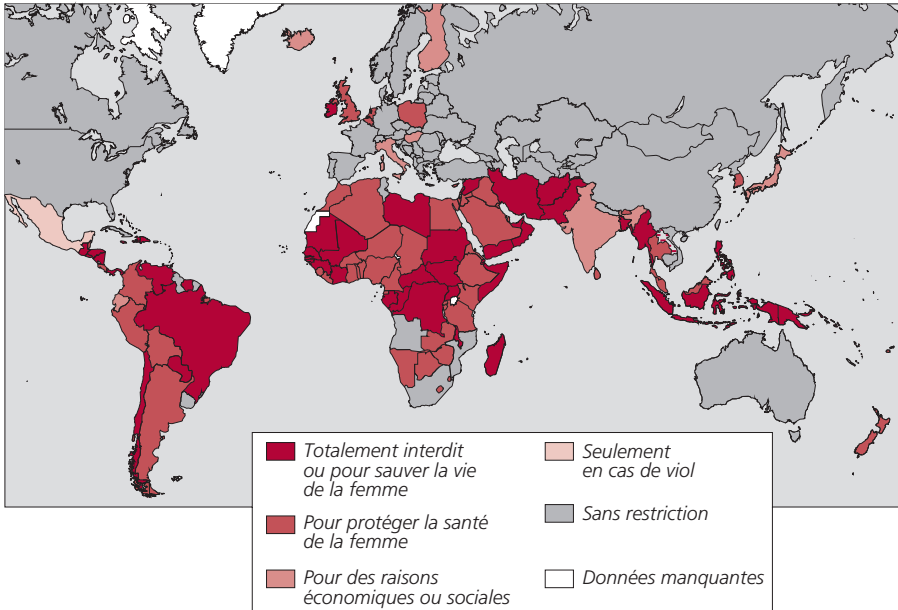 Totalement interdit
ou pour sauver la vie
de la femme
Pour protéger la santé
de la femme
Pour des raisons
économiques ou sociales
Seulement
en cas de viol
Sans restriction
Données manquantes